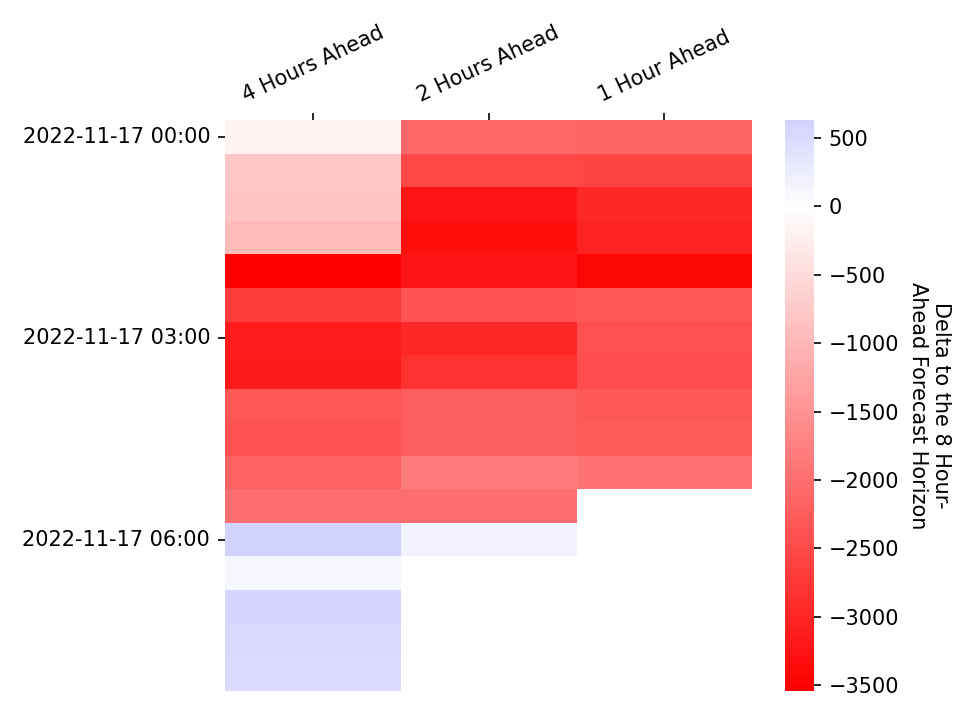 4 Hours Ahead
2 Hours Ahead
1 Hour Ahead
2022-11-17 00:00
2022-11-17 03:00
2022-11-17 06:00
500
0
−500
−1000
−1500
−2000
−2500
−3000
−3500
Delta to the 8 Hour-
Ahead Forecast Horizon